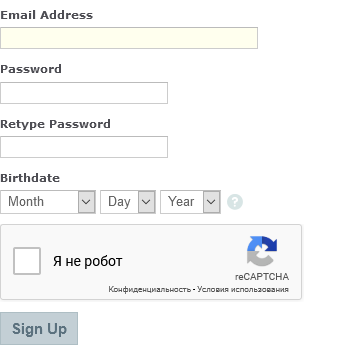 Email Address
Password
Retype Password
Birthdate
Month Day Year ?
Я не робот
reCAPTCHA
Конфиденциальность - Условия использования
Sign Up